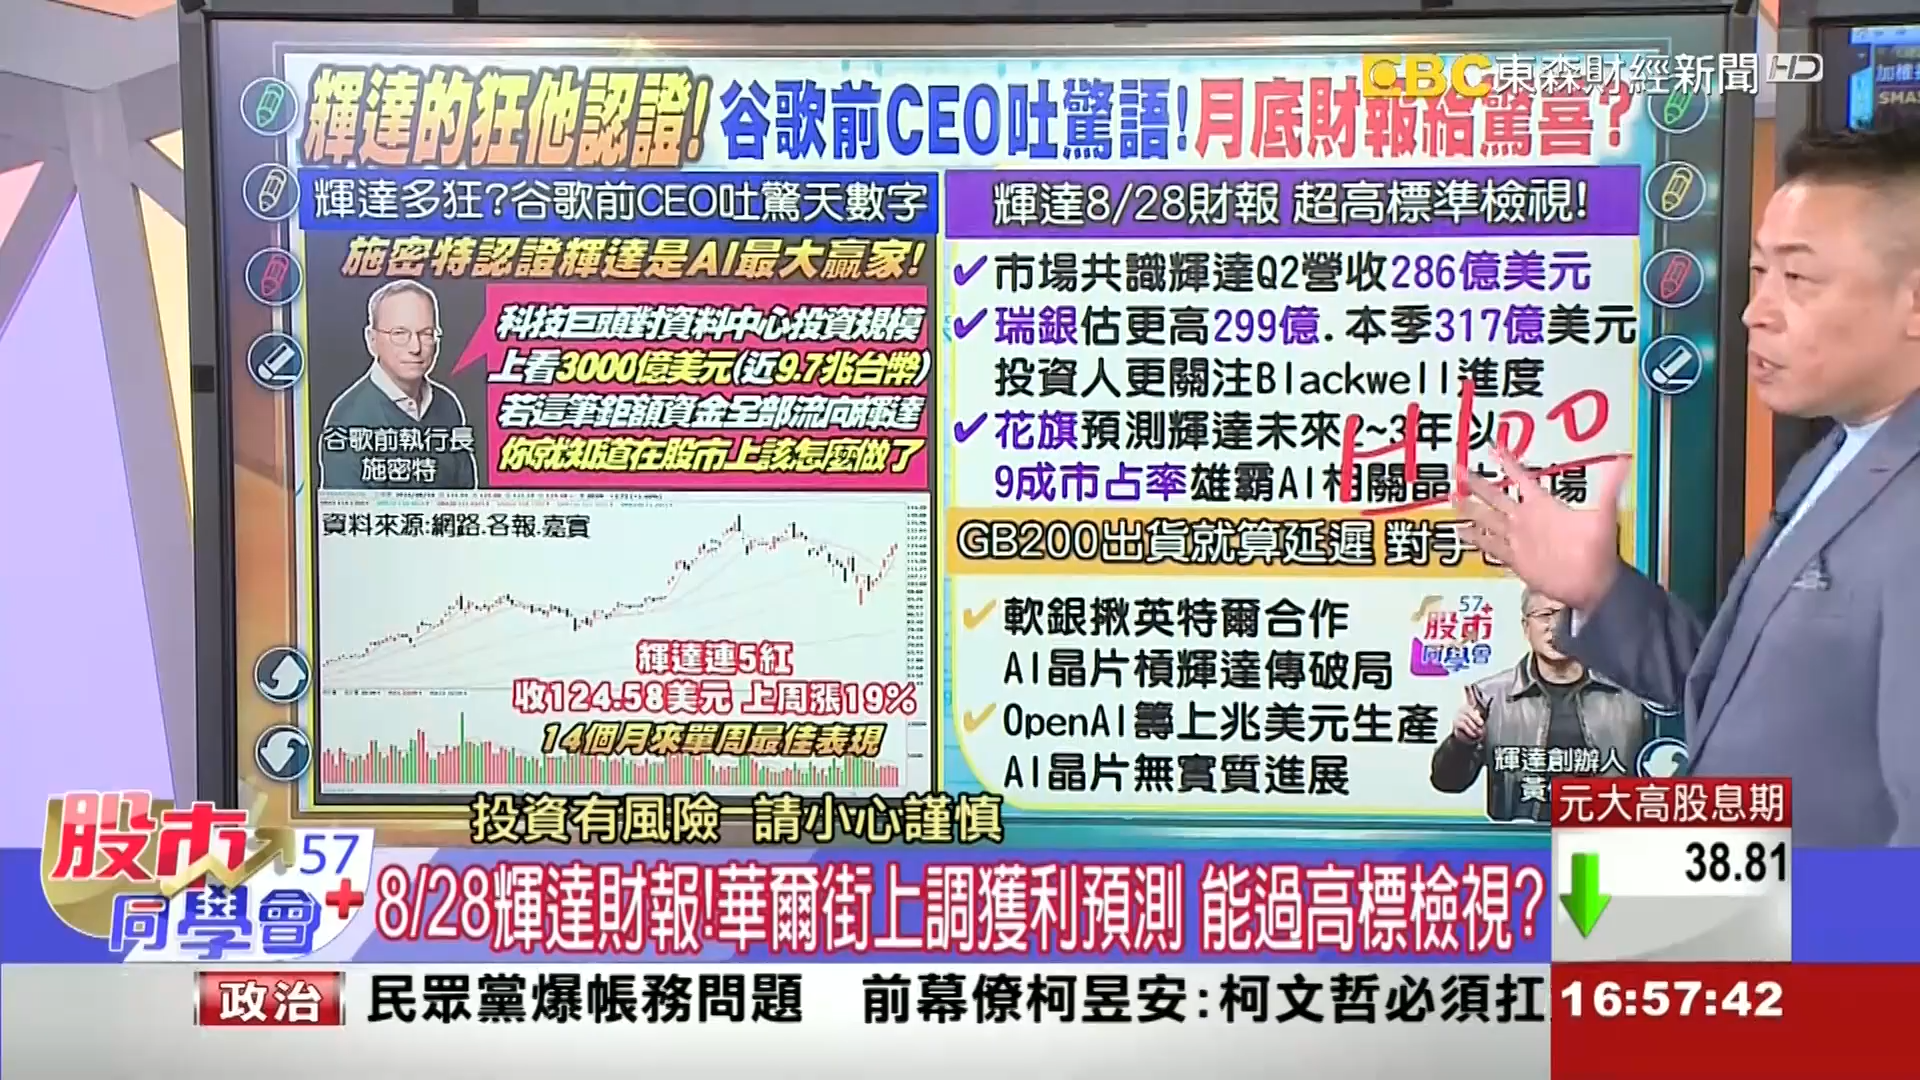 EBC東森財經新聞HD
輝達的狂他認證!谷歌前CEO吐驚語!月底財報給驚喜?
輝達多狂?谷歌前CEO吐驚天數字
施密特認證輝達是AI最大贏家!
科技巨頭對資料中心投資規模
上看3000億美元(近9.7兆台幣)
若這筆鉅額資金全部流向輝達
你就知道在股市上該怎麼做了
谷歌前執行長
施密特
資料來源:網路.各報.嘉實
輝達連5紅
收124.58美元 上周漲19%
14個月來單周最佳表現
輝達8/28財報 超高標準檢視!
✓市場共識輝達Q2營收286億美元
✓瑞銀估更高299億.本季317億美元
投資人更關注Blackwell進度
✓花旗預測輝達未來2~3年以
9成市占率雄霸AI相關晶片市場
H100
GB200出貨就算延遲 對手
✓軟銀揪英特爾合作
AI晶片槓輝達傳破局
✓OpenAI籌上兆美元生產
AI晶片無實質進展
57+
股市
同學會
輝達創辦人
黃
加權
投資有風險 請小心謹慎
股市 57+
同學會
8/28輝達財報!華爾街上調獲利預測 能過高標檢視?
元大高股息期
38.81
政治 民眾黨爆帳務問題 前幕僚柯昱安:柯文哲必須扛
16:57:42